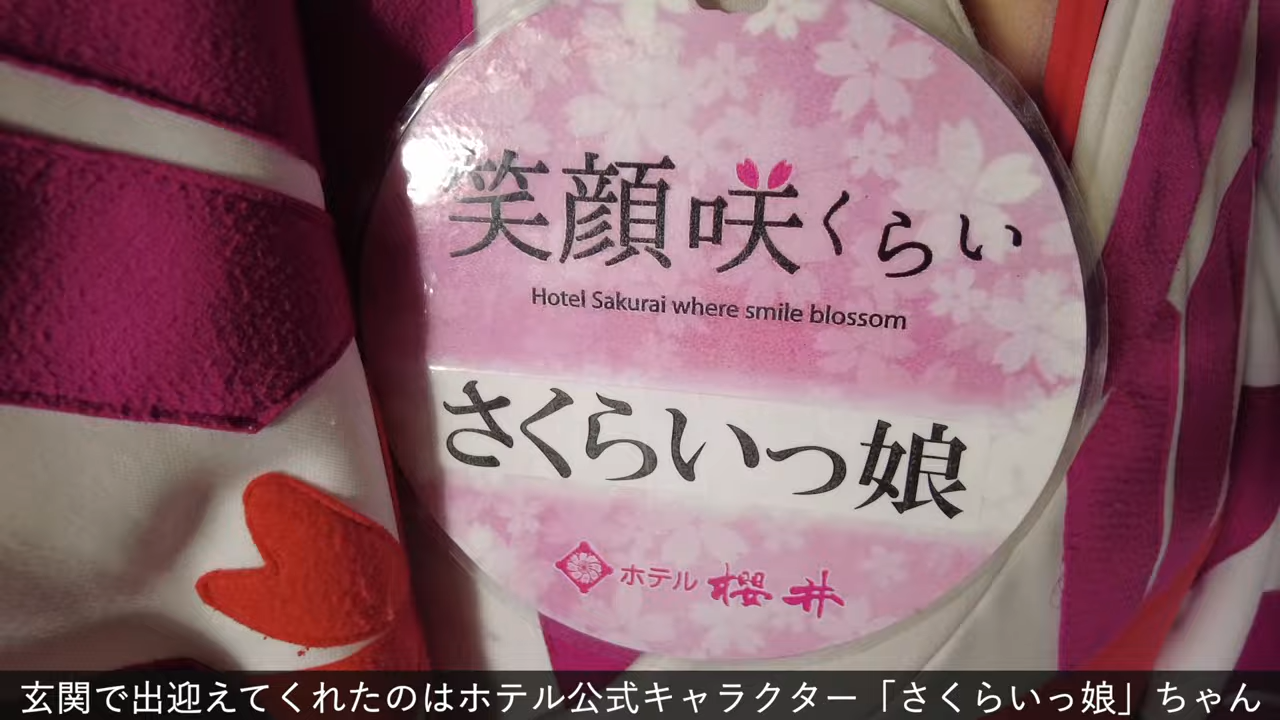 笑顔咲くらい
Hotel Sakurai where smile blossom
さくらいっ娘
ホテル 櫻井
玄関で出迎えてくれたのはホテル公式キャラクター「さくらいっ娘」ちゃん